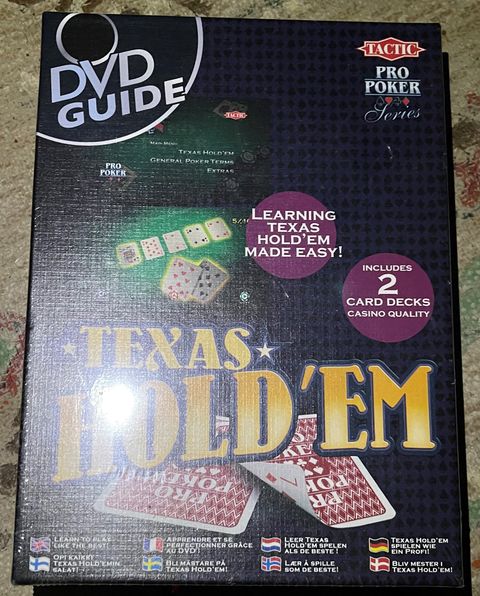 DVD
GUIDE
TACTIC
PRO
POKER
Series
TACTIC
MAIN MENU
TEXAS HOLD'EM
GENERAL POKER TERMS
EXTRAS
PRO
POKER
LEARNING
TEXAS
HOLD'EM
MADE EASY!
INCLUDES
2
CARD DECKS
CASINO QUALITY
TEXAS
HOLD'EM
PRO
POKER
PRO
POKER
LEARN TO PLAY
LIKE THE BEST!
APPRENDRE ET SE
PERFECTIONNER GRÂCE
AU DVD!
LEER TEXAS
HOLD'EM SPELEN
ALS DE BESTE!
TEXAS HOLD'EM
SPIELEN WIE
EIN PROFI!
OPI KAIKKI
TEXAS HOLD'EMIN
SALAT!
BLI MÄSTARE PÅ
TEXAS HOLD'EM!
LÆR Å SPILLE
SOM DE BESTE!
BLIV MESTER I
TEXAS HOLD'EM!